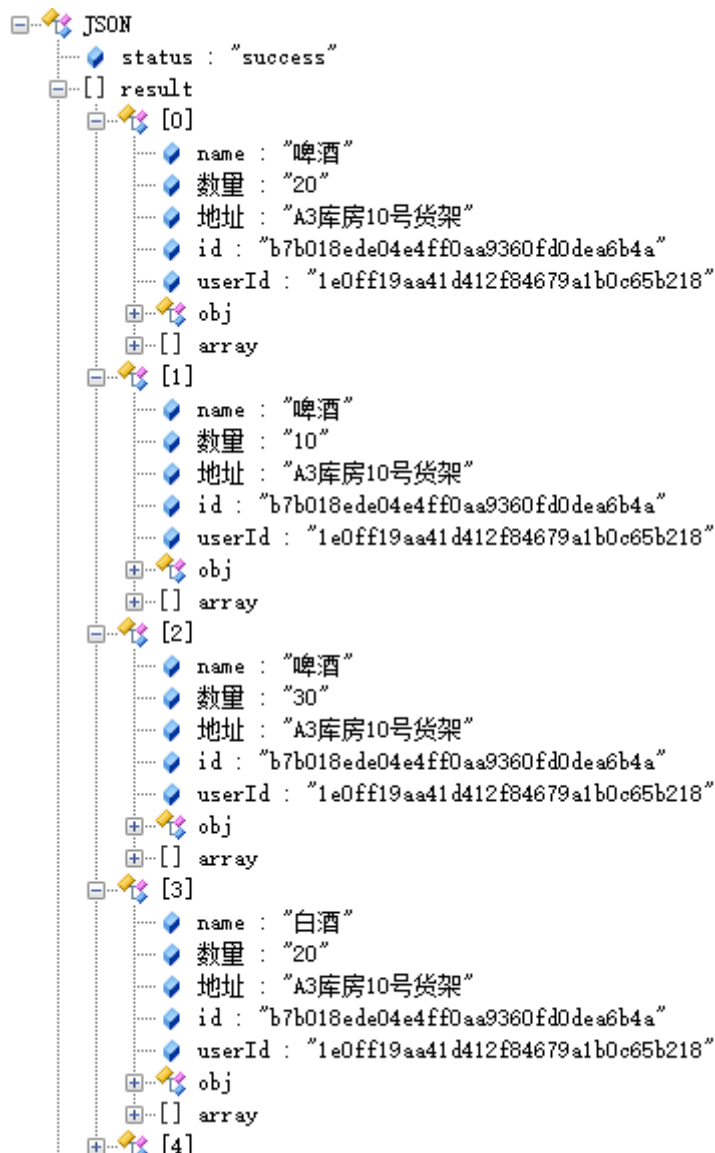 JSON
status : "success"
[] result
[0]
name : "啤酒"
数量 : "20"
地址 : "A3库房10号货架"
id : "b7b018ede04e4ff0aa9360fd0dea6b4a"
userId : "1e0ff19aa41d412f84679a1b0c65b218"
obj
[] array
[1]
name : "啤酒"
数量 : "10"
地址 : "A3库房10号货架"
id : "b7b018ede04e4ff0aa9360fd0dea6b4a"
userId : "1e0ff19aa41d412f84679a1b0c65b218"
obj
[] array
[2]
name : "啤酒"
数量 : "30"
地址 : "A3库房10号货架"
id : "b7b018ede04e4ff0aa9360fd0dea6b4a"
userId : "1e0ff19aa41d412f84679a1b0c65b218"
obj
[] array
[3]
name : "白酒"
数量 : "20"
地址 : "A3库房10号货架"
id : "b7b018ede04e4ff0aa9360fd0dea6b4a"
userId : "1e0ff19aa41d412f84679a1b0c65b218"
obj
[] array
[4]